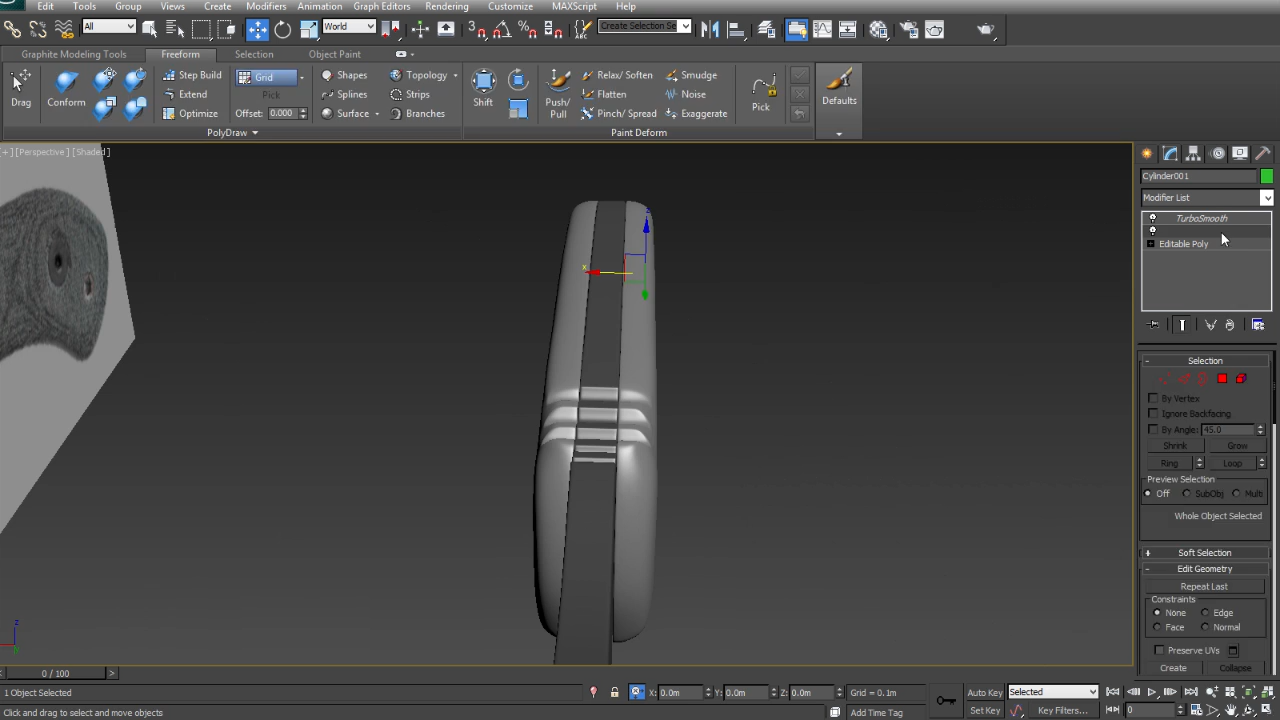 Edit Tools Group Views Create Modifiers Animation Graph Editors Rendering Customize MAXScript Help
All World Create Selection Se
Graphite Modeling Tools Freeform Selection Object Paint
Drag Conform Step Build Grid Shapes Topology Shift Push/ Pull Relax/ Soften Smudge Pick Defaults
Extend Pick Splines Strips Flatten Noise
Optimize Offset: 0.000 Surface Branches Pinch/ Spread Exaggerate
PolyDraw Paint Deform
[+] [Perspective] [Shaded]
Cylinder001
Modifier List
TurboSmooth
Editable Poly
x
z
Selection
By Vertex
Ignore Backfacing
By Angle: 45.0
Shrink Grow
Ring Loop
Preview Selection
Off SubObj Multi
Whole Object Selected
Soft Selection
Edit Geometry
Repeat Last
Constraints
None Edge
Face Normal
Preserve UVs
Create Collapse
0 / 100
1 Object Selected X: 0.0m Y: 0.0m Z: 0.0m Grid = 0.1m Auto Key Selected
Click and drag to select and move objects Add Time Tag Set Key Key Filters... 0